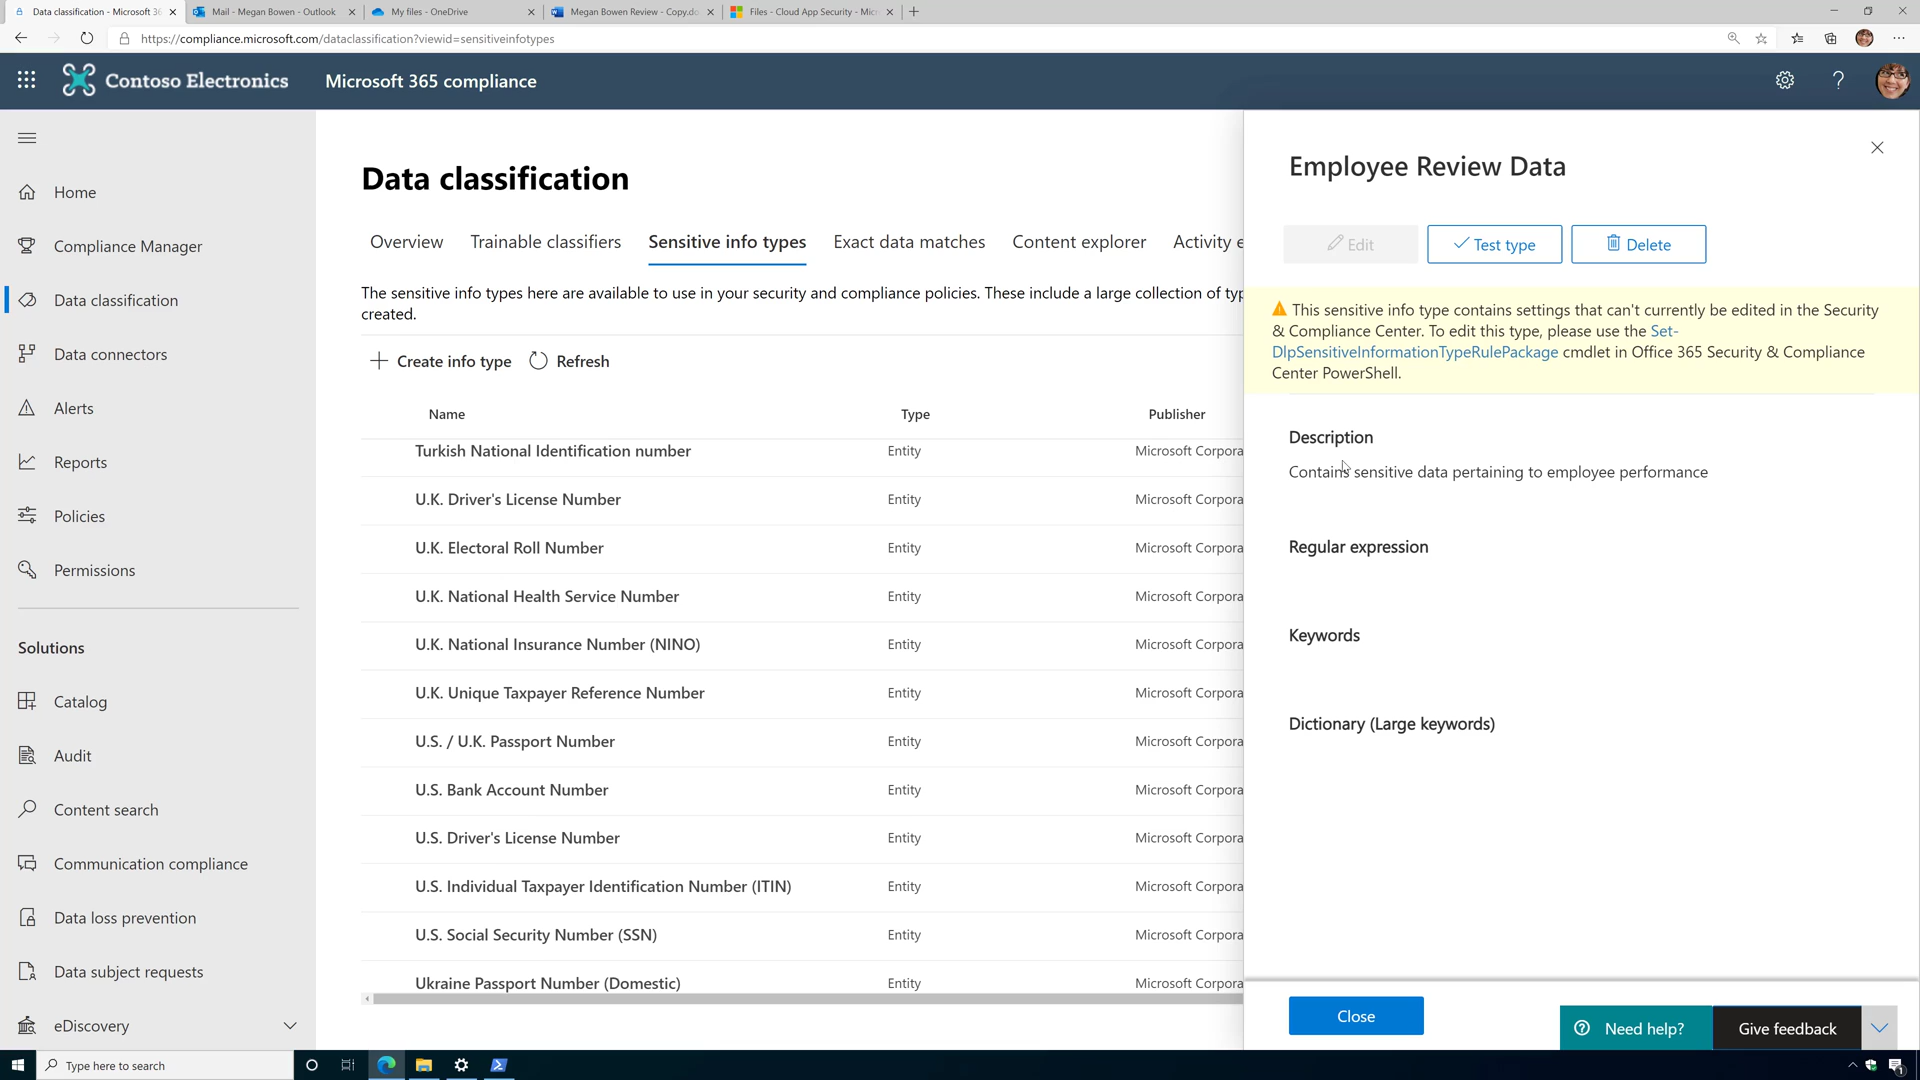 Data classification - Microsoft 36
Mail - Megan Bowen - Outlook
My files - OneDrive
Megan Bowen Review - Copy.do
Files - Cloud App Security - Micr
https://compliance.microsoft.com/dataclassification?viewid=sensitiveinfotypes
Contoso Electronics
Microsoft 365 compliance
Home
Compliance Manager
Data classification
Data connectors
Alerts
Reports
Policies
Permissions
Solutions
Catalog
Audit
Content search
Communication compliance
Data loss prevention
Data subject requests
eDiscovery
Data classification
Overview
Trainable classifiers
Sensitive info types
Exact data matches
Content explorer
Activity e
The sensitive info types here are available to use in your security and compliance policies. These include a large collection of typ
created.
Create info type
Refresh
Name Type Publisher
Turkish National Identification number Entity Microsoft Corpora
U.K. Driver's License Number Entity Microsoft Corpora
U.K. Electoral Roll Number Entity Microsoft Corpora
U.K. National Health Service Number Entity Microsoft Corpora
U.K. National Insurance Number (NINO) Entity Microsoft Corpora
U.K. Unique Taxpayer Reference Number Entity Microsoft Corpora
U.S. / U.K. Passport Number Entity Microsoft Corpora
U.S. Bank Account Number Entity Microsoft Corpora
U.S. Driver's License Number Entity Microsoft Corpora
U.S. Individual Taxpayer Identification Number (ITIN) Entity Microsoft Corpora
U.S. Social Security Number (SSN) Entity Microsoft Corpora
Ukraine Passport Number (Domestic) Entity Microsoft Corpora
Employee Review Data
Edit
Test type
Delete
This sensitive info type contains settings that can't currently be edited in the Security
& Compliance Center. To edit this type, please use the Set-
DlpSensitiveInformationTypeRulePackage cmdlet in Office 365 Security & Compliance
Center PowerShell.
Description
Contains sensitive data pertaining to employee performance
Regular expression
Keywords
Dictionary (Large keywords)
Close
Need help?
Give feedback
Type here to search
1